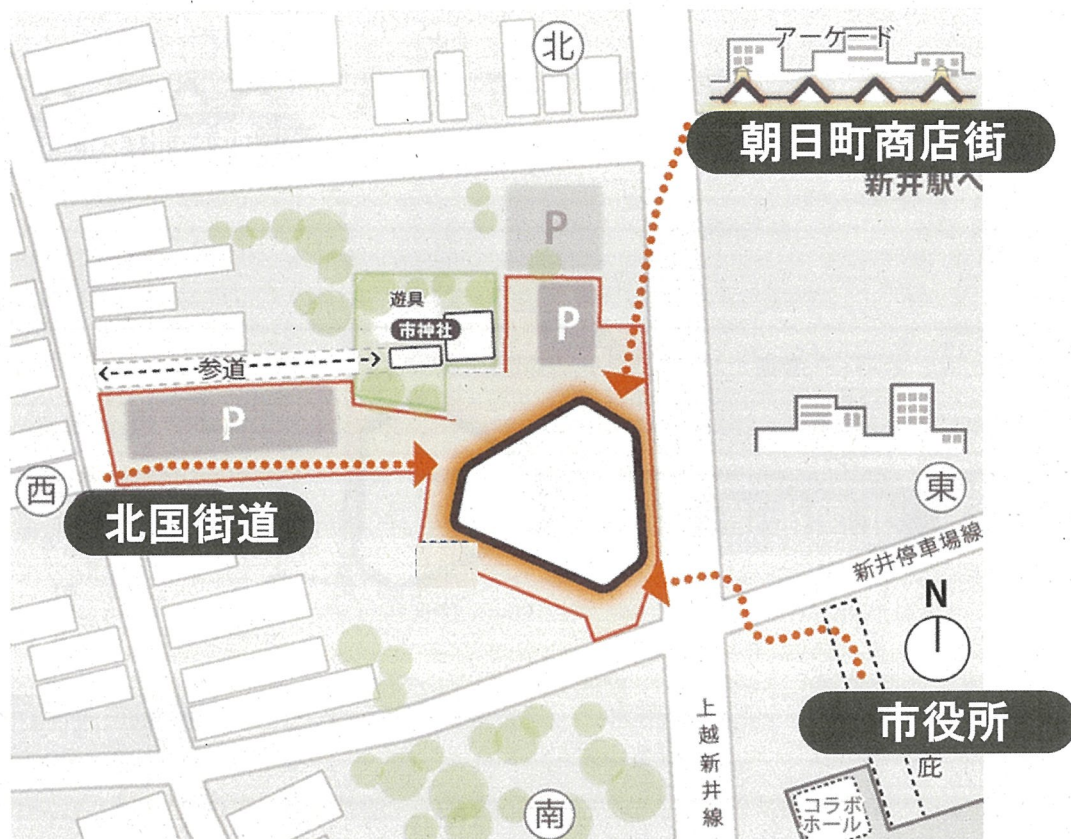 北
アーケード
朝日町商店街
新井駅へ
P
遊具
市神社
P
参道
P
西
北国街道
東
新井停車場線
N
市役所
上越新井線
庇
コラボ
ホール
南